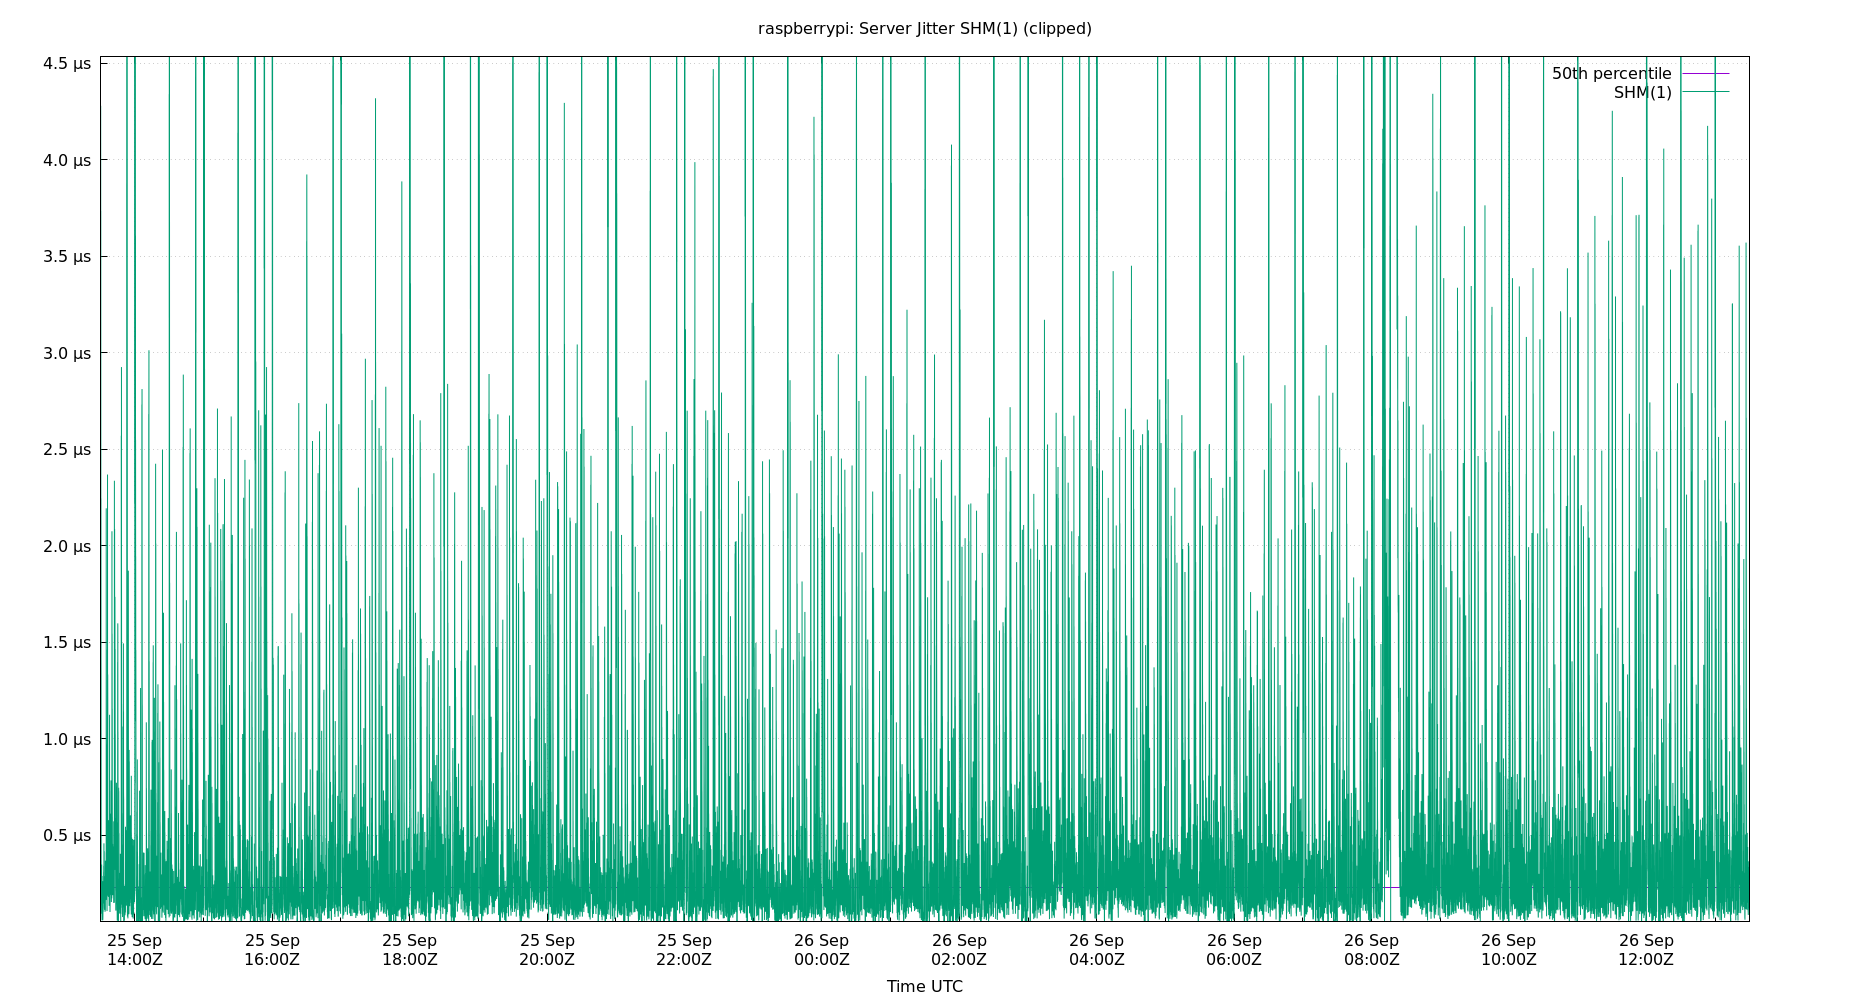 raspberrypi: Server Jitter SHM(1) (clipped)
4.5 µs
4.0 µs
3.5 µs
3.0 µs
2.5 µs
2.0 µs
1.5 µs
1.0 µs
0.5 µs
50th percentile
SHM(1)
25 Sep 25 Sep 25 Sep 25 Sep 25 Sep 26 Sep 26 Sep 26 Sep 26 Sep 26 Sep 26 Sep 26 Sep
14:00Z 16:00Z 18:00Z 20:00Z 22:00Z 00:00Z 02:00Z 04:00Z 06:00Z 08:00Z 10:00Z 12:00Z
Time UTC